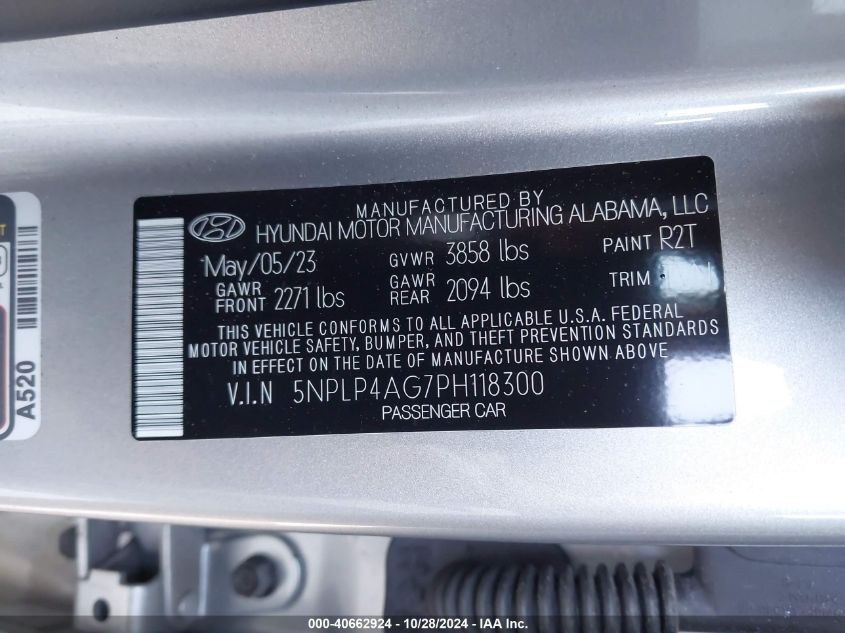 MANUFACTURED BY
HYUNDAI MOTOR MANUFACTURING ALABAMA, LLC
May/05/23 GVWR 3858 lbs PAINT R2T
GAWR FRONT 2271 lbs GAWR REAR 2094 lbs TRIM
THIS VEHICLE CONFORMS TO ALL APPLICABLE U.S.A. FEDERAL
MOTOR VEHICLE SAFETY, BUMPER, AND THEFT PREVENTION STANDARDS
IN EFFECT ON THE DATE OF MANUFACTURE SHOWN ABOVE
V.I.N 5NPLP4AG7PH118300
PASSENGER CAR
A520
000-40662924 - 10/28/2024 - IAA Inc.